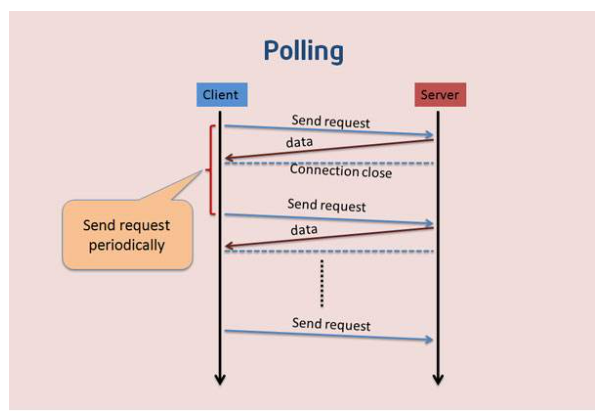 Polling
Client
Server
Send request
data
Connection close
Send request
periodically
Send request
data
Send request